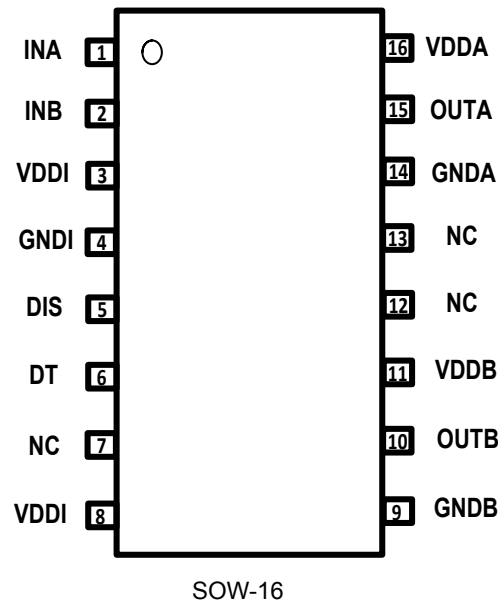 INA 1 16 VDDA
INB 2 15 OUTA
VDDI 3 14 GNDA
GNDI 4 13 NC
DIS 5 12 NC
DT 6 11 VDDB
NC 7 10 OUTB
VDDI 8 9 GNDB
SOW-16